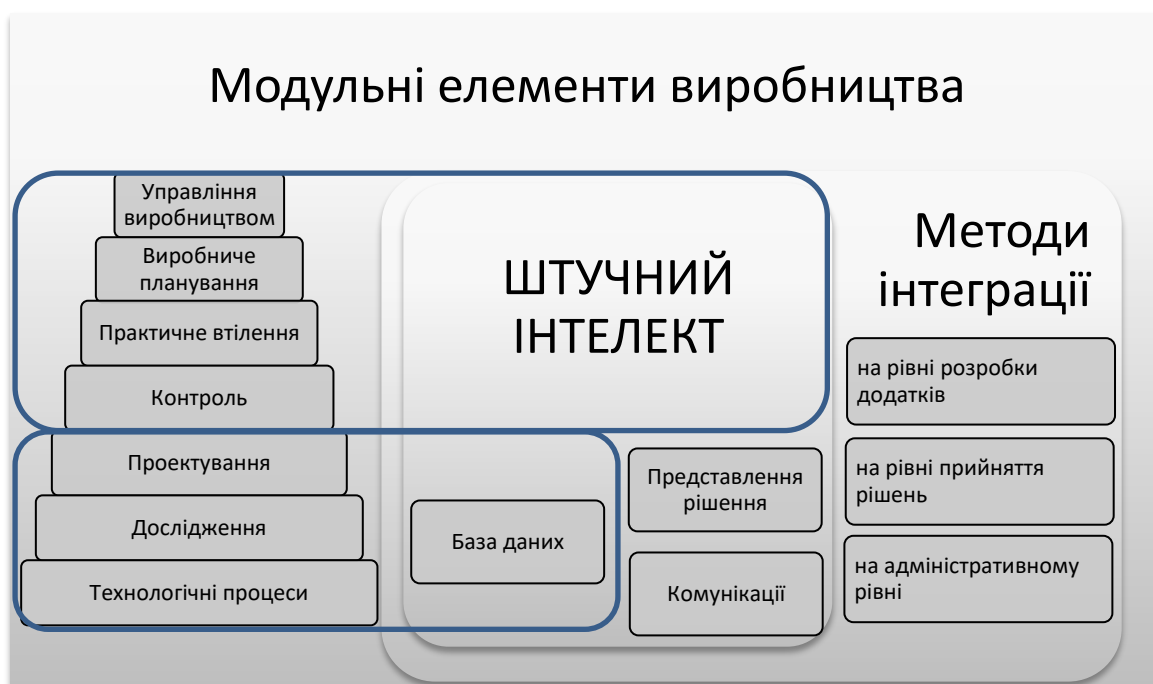 Модульні елементи виробництва
Управління
виробництвом
Виробниче
планування
Практичне втілення
Контроль
Проектування
Дослідження
Технологічні процеси
ШТУЧНИЙ
ІНТЕЛЕКТ
База даних
Представлення
рішення
Комунікації
Методи
інтеграції
на рівні розробки
додатків
на рівні прийняття
рішень
на адміністративному
рівні